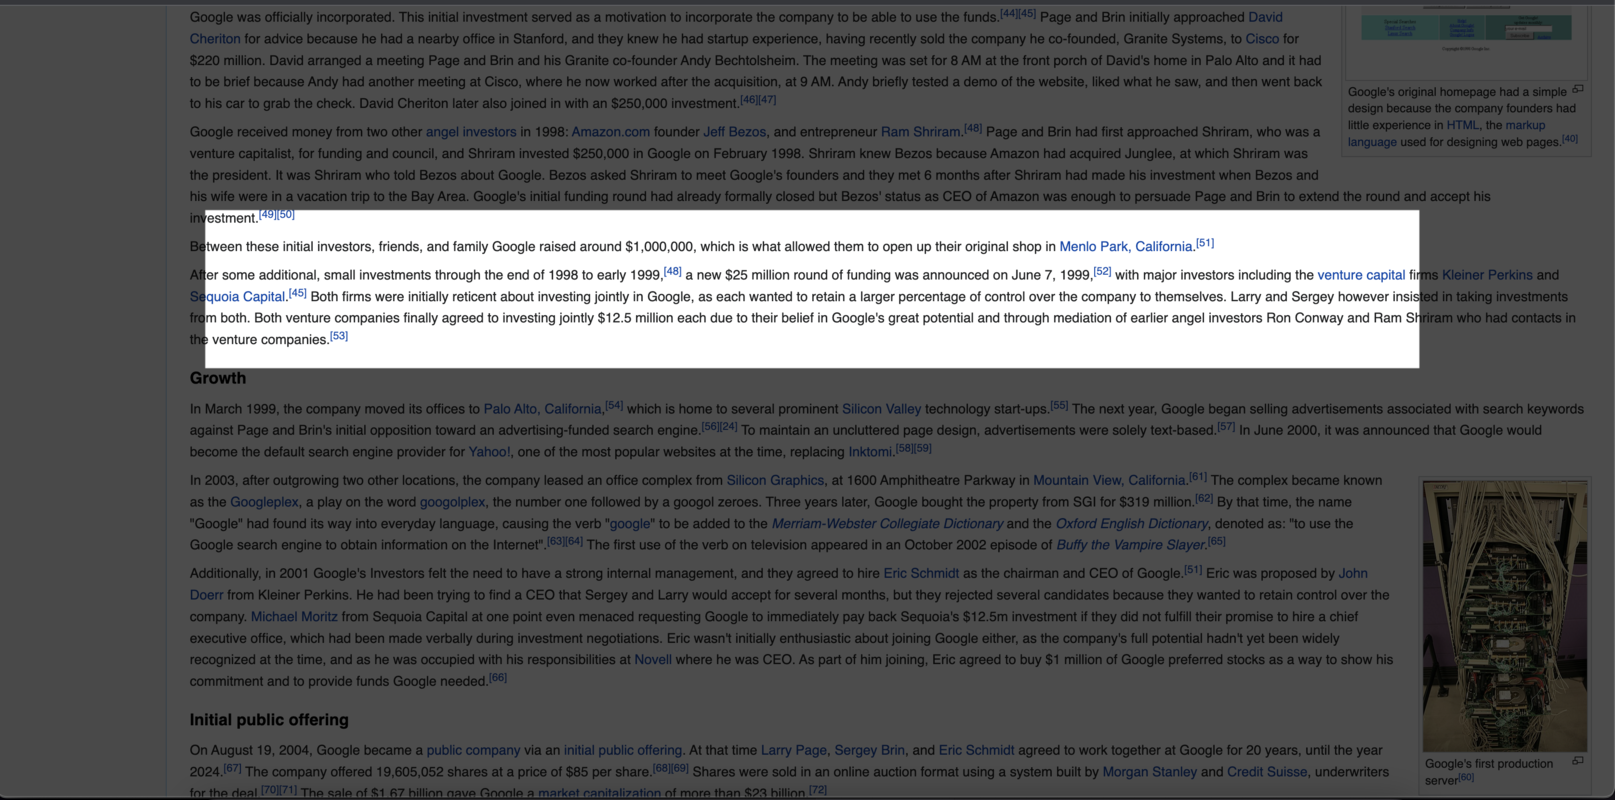 Google was officially incorporated. This initial investment served as a motivation to incorporate the company to be able to use the funds.[44][45] Page and Brin initially approached David
Cheriton for advice because he had a nearby office in Stanford, and they knew he had startup experience, having recently sold the company he co-founded, Granite Systems, to Cisco for
$220 million. David arranged a meeting Page and Brin and his Granite co-founder Andy Bechtolsheim. The meeting was set for 8 AM at the front porch of David's home in Palo Alto and it had
to be brief because Andy had another meeting at Cisco, where he now worked after the acquisition, at 9 AM. Andy briefly tested a demo of the website, liked what he saw, and then went back
to his car to grab the check. David Cheriton later also joined in with an $250,000 investment.[46][47]
Google received money from two other angel investors in 1998: Amazon.com founder Jeff Bezos, and entrepreneur Ram Shriram.[48] Page and Brin had first approached Shriram, who was a
venture capitalist, for funding and council, and Shriram invested $250,000 in Google on February 1998. Shriram knew Bezos because Amazon had acquired Junglee, at which Shriram was
the president. It was Shriram who told Bezos about Google. Bezos asked Shriram to meet Google's founders and they met 6 months after Shriram had made his investment when Bezos and
his wife were in a vacation trip to the Bay Area. Google's initial funding round had already formally closed but Bezos' status as CEO of Amazon was enough to persuade Page and Brin to extend the round and accept his
investment.[49][50]
Google's original homepage had a simple
design because the company founders had
little experience in HTML, the markup
language used for designing web pages.[40]
Between these initial investors, friends, and family Google raised around $1,000,000, which is what allowed them to open up their original shop in Menlo Park, California.[51]
After some additional, small investments through the end of 1998 to early 1999,[48] a new $25 million round of funding was announced on June 7, 1999,[52] with major investors including the venture capital firms Kleiner Perkins and
Sequoia Capital.[45] Both firms were initially reticent about investing jointly in Google, as each wanted to retain a larger percentage of control over the company to themselves. Larry and Sergey however insisted in taking investments
from both. Both venture companies finally agreed to investing jointly $12.5 million each due to their belief in Google's great potential and through mediation of earlier angel investors Ron Conway and Ram Shriram who had contacts in
the venture companies.[53]
Growth
In March 1999, the company moved its offices to Palo Alto, California,[54] which is home to several prominent Silicon Valley technology start-ups.[55] The next year, Google began selling advertisements associated with search keywords
against Page and Brin's initial opposition toward an advertising-funded search engine.[56][24] To maintain an uncluttered page design, advertisements were solely text-based.[57] In June 2000, it was announced that Google would
become the default search engine provider for Yahoo!, one of the most popular websites at the time, replacing Inktomi.[58][59]
In 2003, after outgrowing two other locations, the company leased an office complex from Silicon Graphics, at 1600 Amphitheatre Parkway in Mountain View, California.[61] The complex became known
as the Googleplex, a play on the word googolplex, the number one followed by a googol zeroes. Three years later, Google bought the property from SGI for $319 million.[62] By that time, the name
"Google" had found its way into everyday language, causing the verb "google" to be added to the Merriam-Webster Collegiate Dictionary and the Oxford English Dictionary, denoted as: "to use the
Google search engine to obtain information on the Internet".[63][64] The first use of the verb on television appeared in an October 2002 episode of Buffy the Vampire Slayer.[65]
Additionally, in 2001 Google's Investors felt the need to have a strong internal management, and they agreed to hire Eric Schmidt as the chairman and CEO of Google.[51] Eric was proposed by John
Doerr from Kleiner Perkins. He had been trying to find a CEO that Sergey and Larry would accept for several months, but they rejected several candidates because they wanted to retain control over the
company. Michael Moritz from Sequoia Capital at one point even menaced requesting Google to immediately pay back Sequoia's $12.5m investment if they did not fulfill their promise to hire a chief
executive office, which had been made verbally during investment negotiations. Eric wasn't initially enthusiastic about joining Google either, as the company's full potential hadn't yet been widely
recognized at the time, and as he was occupied with his responsibilities at Novell where he was CEO. As part of him joining, Eric agreed to buy $1 million of Google preferred stocks as a way to show his
commitment and to provide funds Google needed.[66]
Google's first production
server[60]
Initial public offering
On August 19, 2004, Google became a public company via an initial public offering. At that time Larry Page, Sergey Brin, and Eric Schmidt agreed to work together at Google for 20 years, until the year
2024.[67] The company offered 19,605,052 shares at a price of $85 per share.[68][69] Shares were sold in an online auction format using a system built by Morgan Stanley and Credit Suisse, underwriters
for the deal.[70][71] The sale of $1.67 billion gave Google a market capitalization of more than $23 billion.[72]